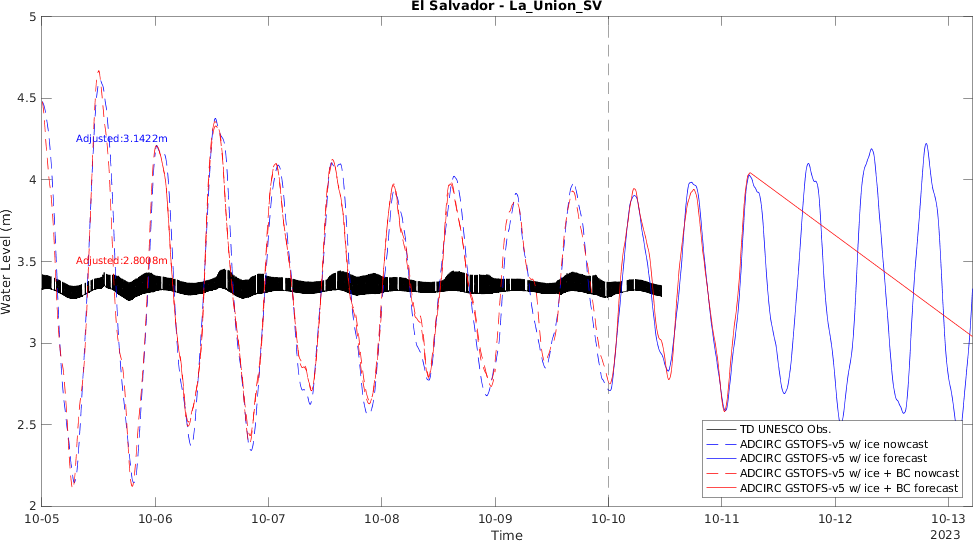 El Salvador - La_Union_SV
Water Level (m)
5
4.5
4
3.5
3
2.5
2
Adjusted:3.1422m
Adjusted:2.8008m
TD UNESCO Obs.
ADCIRC GSTOFS-v5 w/ ice nowcast
ADCIRC GSTOFS-v5 w/ ice forecast
ADCIRC GSTOFS-v5 w/ ice + BC nowcast
ADCIRC GSTOFS-v5 w/ ice + BC forecast
10-05 10-06 10-07 10-08 10-09 10-10 10-11 10-12 10-13
Time
2023